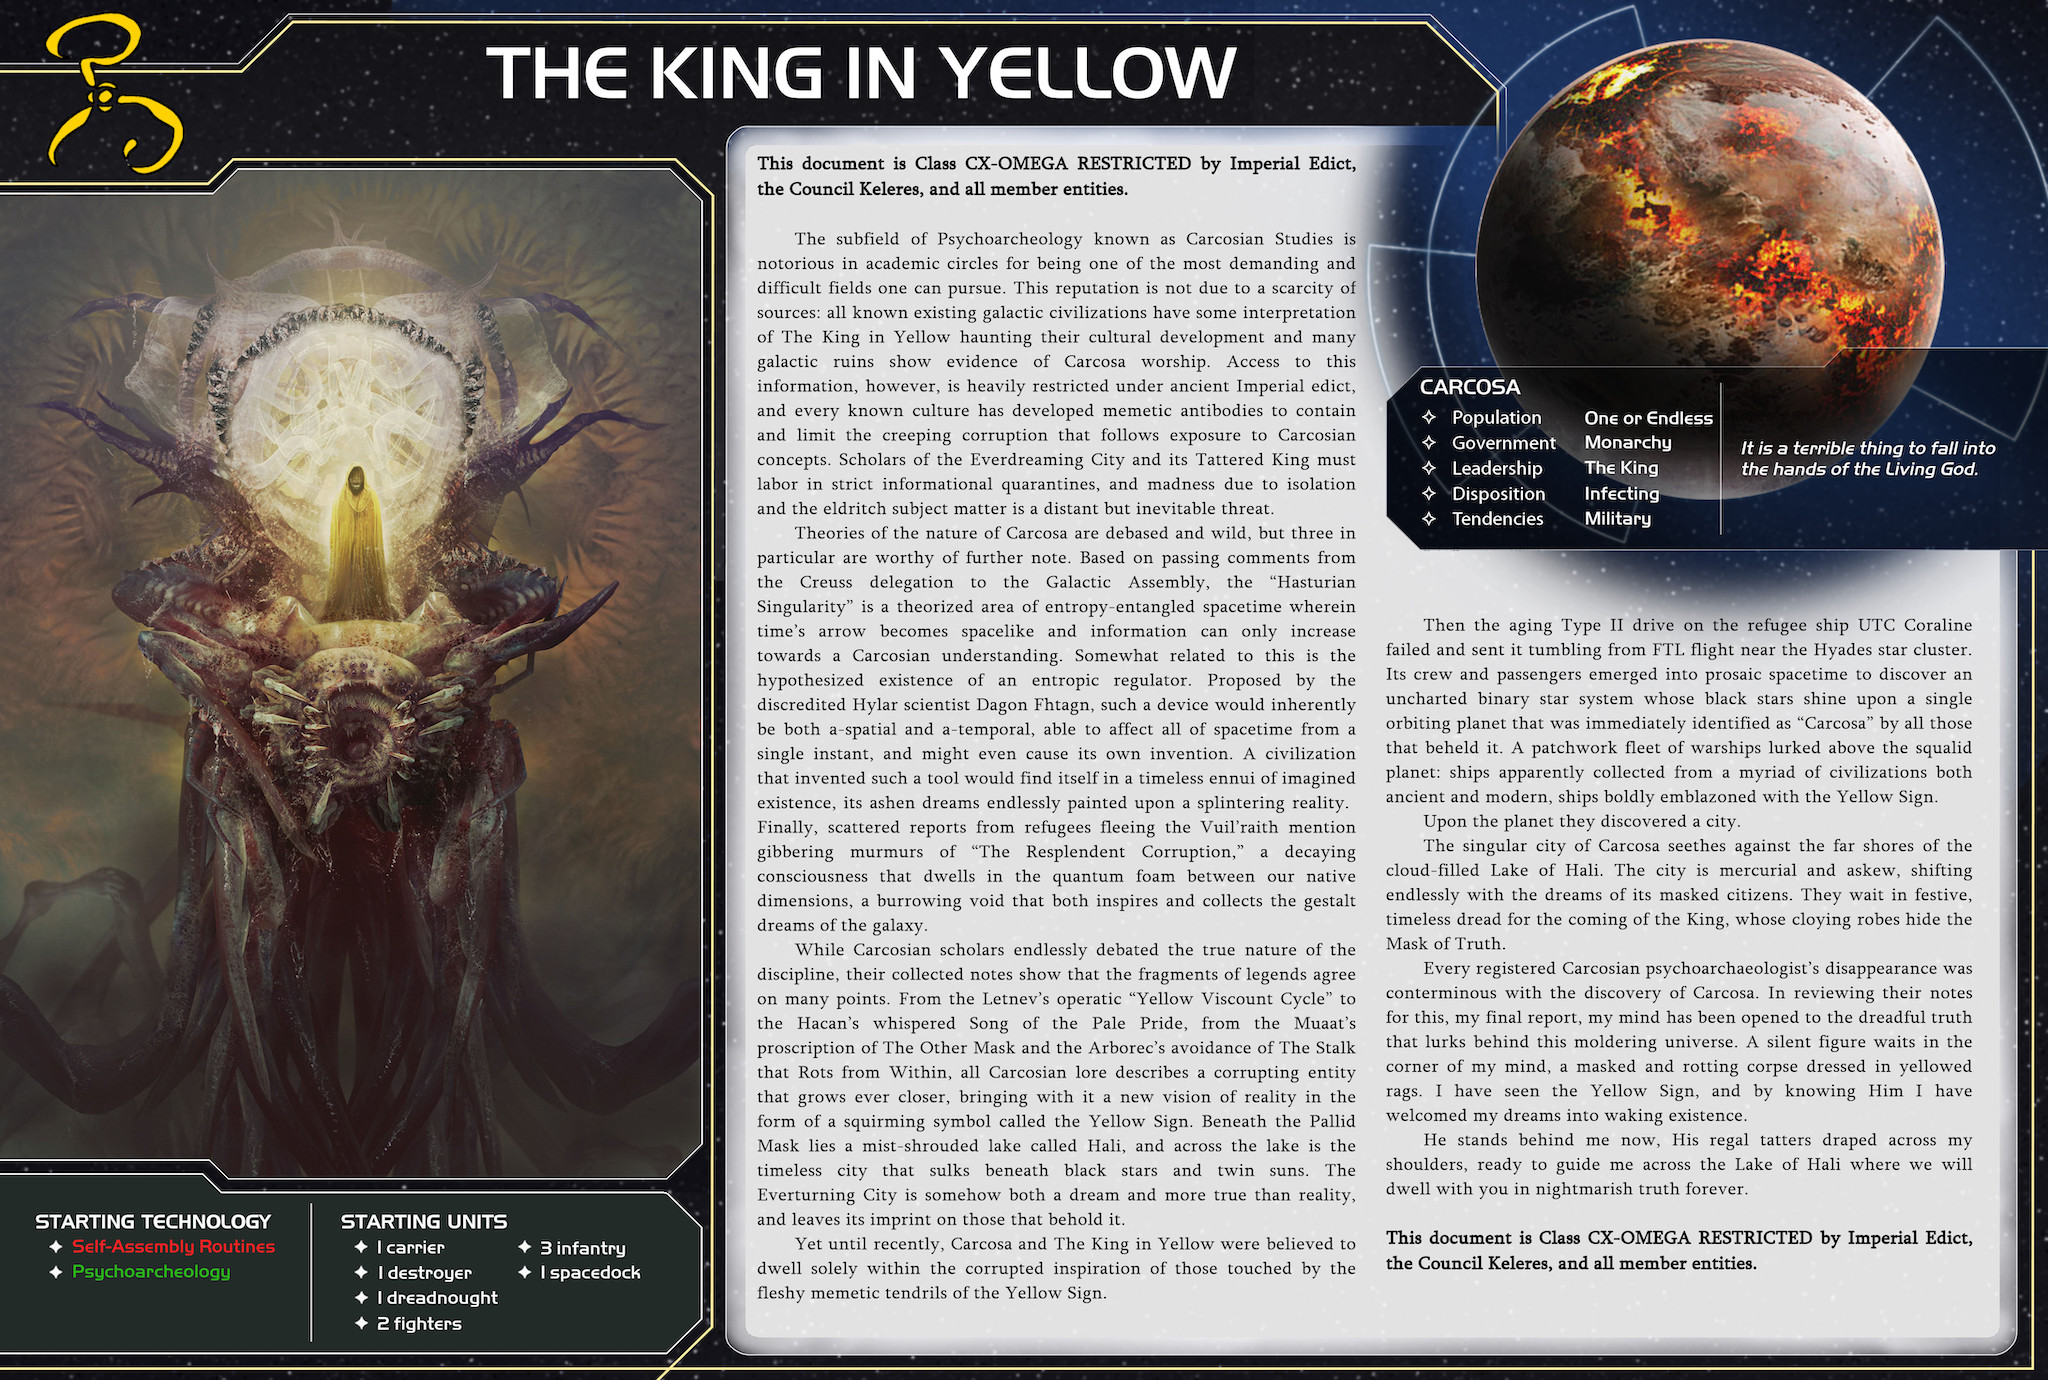 THE KING IN YELLOW
This document is Class CX-OMEGA RESTRICTED by Imperial Edict,
the Council Keleres, and all member entities.
The subfield of Psychoarcheology known as Carcosian Studies is
notorious in academic circles for being one of the most demanding and
difficult fields one can pursue. This reputation is not due to a scarcity of
sources: all known existing galactic civilizations have some interpretation
of The King in Yellow haunting their cultural development and many
galactic ruins show evidence of Carcosa worship. Access to this
information, however, is heavily restricted under ancient Imperial edict,
and every known culture has developed memetic antibodies to contain
and limit the creeping corruption that follows exposure to Carcosian
concepts. Scholars of the Everdreaming City and its Tattered King must
labor in strict informational quarantines, and madness due to isolation
and the eldritch subject matter is a distant but inevitable threat.
Theories of the nature of Carcosa are debased and wild, but three in
particular are worthy of further note. Based on passing comments from
the Creuss delegation to the Galactic Assembly, the “Hasturian
Singularity” is a theorized area of entropy-entangled spacetime wherein
time’s arrow becomes spacelike and information can only increase
towards a Carcosian understanding. Somewhat related to this is the
hypothesized existence of an entropic regulator. Proposed by the
discredited Hylar scientist Dagon Fhtagn, such a device would inherently
be both a-spatial and a-temporal, able to affect all of spacetime from a
single instant, and might even cause its own invention. A civilization
that invented such a tool would find itself in a timeless ennui of imagined
existence, its ashen dreams endlessly painted upon a splintering reality.
Finally, scattered reports from refugees fleeing the Vuil’raith mention
gibbering murmurs of “The Resplendent Corruption,” a decaying
consciousness that dwells in the quantum foam between our native
dimensions, a burrowing void that both inspires and collects the gestalt
dreams of the galaxy.
While Carcosian scholars endlessly debated the true nature of the
discipline, their collected notes show that the fragments of legends agree
on many points. From the Letnev’s operatic “Yellow Viscount Cycle” to
the Hacan’s whispered Song of the Pale Pride, from the Muaat’s
proscription of The Other Mask and the Arborec’s avoidance of The Stalk
that Rots from Within, all Carcosian lore describes a corrupting entity
that grows ever closer, bringing with it a new vision of reality in the
form of a squirming symbol called the Yellow Sign. Beneath the Pallid
Mask lies a mist-shrouded lake called Hali, and across the lake is the
timeless city that sulks beneath black stars and twin suns. The
Everturning City is somehow both a dream and more true than reality,
and leaves its imprint on those that behold it.
Yet until recently, Carcosa and The King in Yellow were believed to
dwell solely within the corrupted inspiration of those touched by the
fleshy memetic tendrils of the Yellow Sign.
CARCOSA
Population One or Endless
Government Monarchy
Leadership The King
Disposition Infecting
Tendencies Military
It is a terrible thing to fall into
the hands of the Living God.
Then the aging Type II drive on the refugee ship UTC Coraline
failed and sent it tumbling from FTL flight near the Hyades star cluster.
Its crew and passengers emerged into prosaic spacetime to discover an
uncharted binary star system whose black stars shine upon a single
orbiting planet that was immediately identified as “Carcosa” by all those
that beheld it. A patchwork fleet of warships lurked above the squalid
planet: ships apparently collected from a myriad of civilizations both
ancient and modern, ships boldly emblazoned with the Yellow Sign.
Upon the planet they discovered a city.
The singular city of Carcosa seethes against the far shores of the
cloud-filled Lake of Hali. The city is mercurial and askew, shifting
endlessly with the dreams of its masked citizens. They wait in festive,
timeless dread for the coming of the King, whose cloying robes hide the
Mask of Truth.
Every registered Carcosian psychoarchaeologist’s disappearance was
conterminous with the discovery of Carcosa. In reviewing their notes
for this, my final report, my mind has been opened to the dreadful truth
that lurks behind this moldering universe. A silent figure waits in the
corner of my mind, a masked and rotting corpse dressed in yellowed
rags. I have seen the Yellow Sign, and by knowing Him I have
welcomed my dreams into waking existence.
He stands behind me now, His regal tatters draped across my
shoulders, ready to guide me across the Lake of Hali where we will
dwell with you in nightmarish truth forever.
This document is Class CX-OMEGA RESTRICTED by Imperial Edict,
the Council Keleres, and all member entities.
STARTING TECHNOLOGY
Self-Assembly Routines
Psychoarcheology
STARTING UNITS
1 carrier
1 destroyer
1 dreadnought
2 fighters
3 infantry
1 spacedock